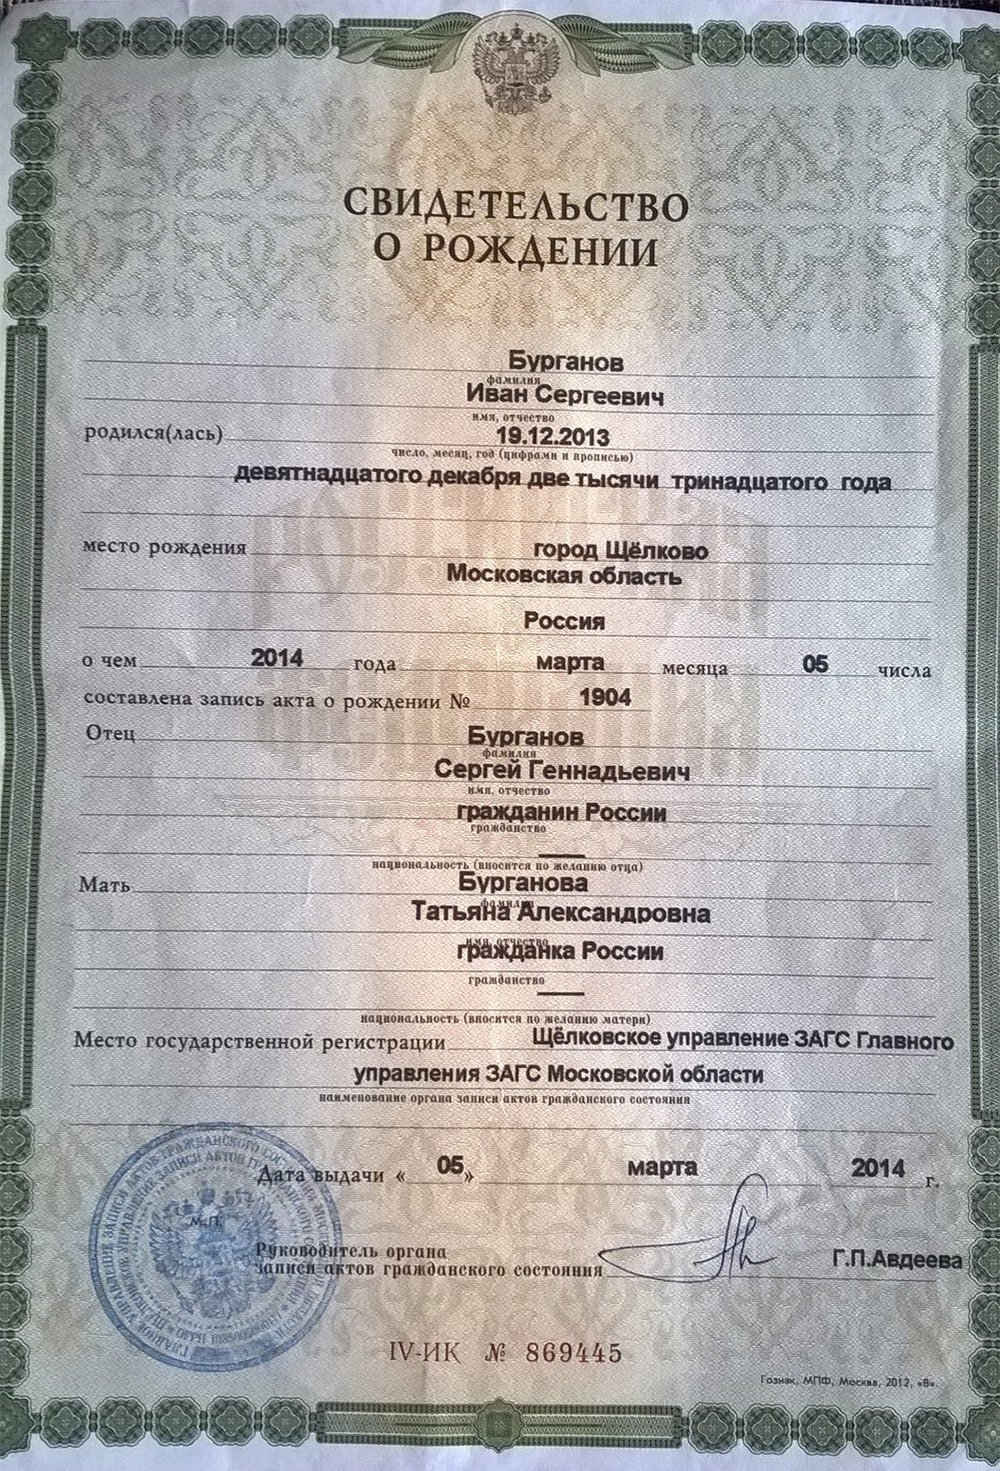 СВИДЕТЕЛЬСТВО
О РОЖДЕНИИ
Бурганов
фамилия
Иван Сергеевич
имя, отчество
родился(лась) 19.12.2013
число, месяц, год (цифрами и прописью)
девятнадцатого декабря две тысячи тринадцатого года
место рождения город Щёлково
Московская область
Россия
о чем 2014 года марта месяца 05 числа
составлена запись акта о рождении № 1904
Отец Бурганов
фамилия
Сергей Геннадьевич
имя, отчество
гражданин России
гражданство
национальность (вносится по желанию отца)
Мать Бурганова
фамилия
Татьяна Александровна
имя, отчество
гражданка России
гражданство
национальность (вносится по желанию матери)
Место государственной регистрации Щёлковское управление ЗАГС Главного
управления ЗАГС Московской области
наименование органа записи актов гражданского состояния
Дата выдачи « 05 » марта 2014 г.
М.П.
Руководитель органа
записи актов гражданского состояния Г.П.Авдеева
IV-ИК № 869445
Гознак, МПФ, Москва, 2012, «В».